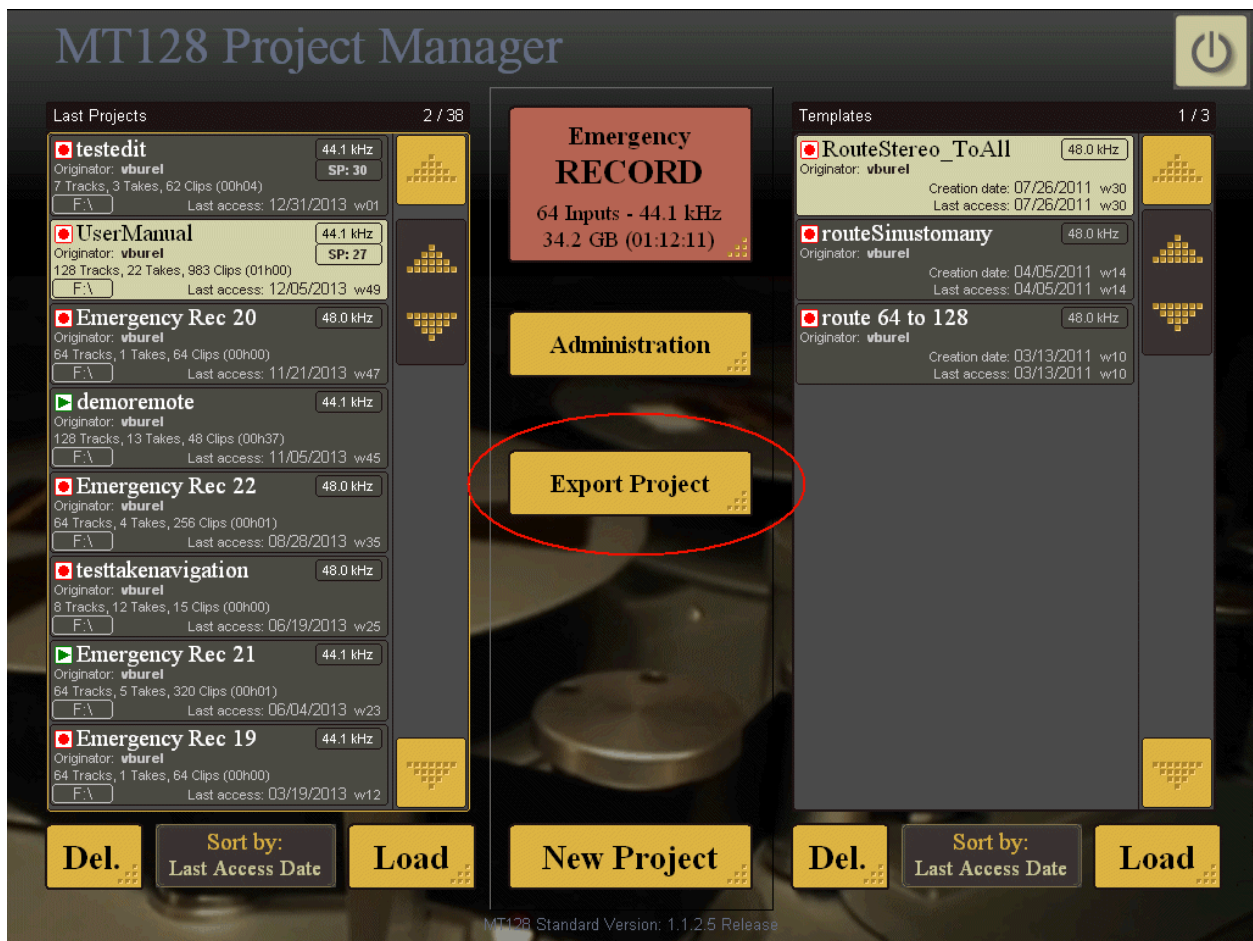 MT128 Project Manager
Last Projects 2 / 38
testedit 44.1 kHz
Originator: vburel SP: 30
7 Tracks, 3 Takes, 62 Clips (00h04)
F:\ Last access: 12/31/2013 w01
UserManual 44.1 kHz
Originator: vburel SP: 27
128 Tracks, 22 Takes, 983 Clips (01h00)
F:\ Last access: 12/05/2013 w49
Emergency Rec 20 48.0 kHz
Originator: vburel
64 Tracks, 1 Takes, 64 Clips (00h00)
F:\ Last access: 11/21/2013 w47
demoremote 44.1 kHz
Originator: vburel
128 Tracks, 13 Takes, 48 Clips (00h37)
F:\ Last access: 11/05/2013 w45
Emergency Rec 22 48.0 kHz
Originator: vburel
64 Tracks, 4 Takes, 256 Clips (00h01)
F:\ Last access: 08/28/2013 w35
testtakenavigation 48.0 kHz
Originator: vburel
8 Tracks, 12 Takes, 15 Clips (00h00)
F:\ Last access: 06/19/2013 w25
Emergency Rec 21 44.1 kHz
Originator: vburel
64 Tracks, 5 Takes, 320 Clips (00h01)
F:\ Last access: 06/04/2013 w23
Emergency Rec 19 44.1 kHz
Originator: vburel
64 Tracks, 1 Takes, 64 Clips (00h00)
F:\ Last access: 03/19/2013 w12
Del.
Sort by:
Last Access Date
Load
Emergency
RECORD
64 Inputs - 44.1 kHz
34.2 GB (01:12:11)
Administration
Export Project
New Project
Templates 1 / 3
RouteStereo_ToAll 48.0 kHz
Originator: vburel
Creation date: 07/26/2011 w30
Last access: 07/26/2011 w30
routeSinustomany 48.0 kHz
Originator: vburel
Creation date: 04/05/2011 w14
Last access: 04/05/2011 w14
route 64 to 128 48.0 kHz
Originator: vburel
Creation date: 03/13/2011 w10
Last access: 03/13/2011 w10
Del.
Sort by:
Last Access Date
Load
MT128 Standard Version: 1.1.2.5 Release